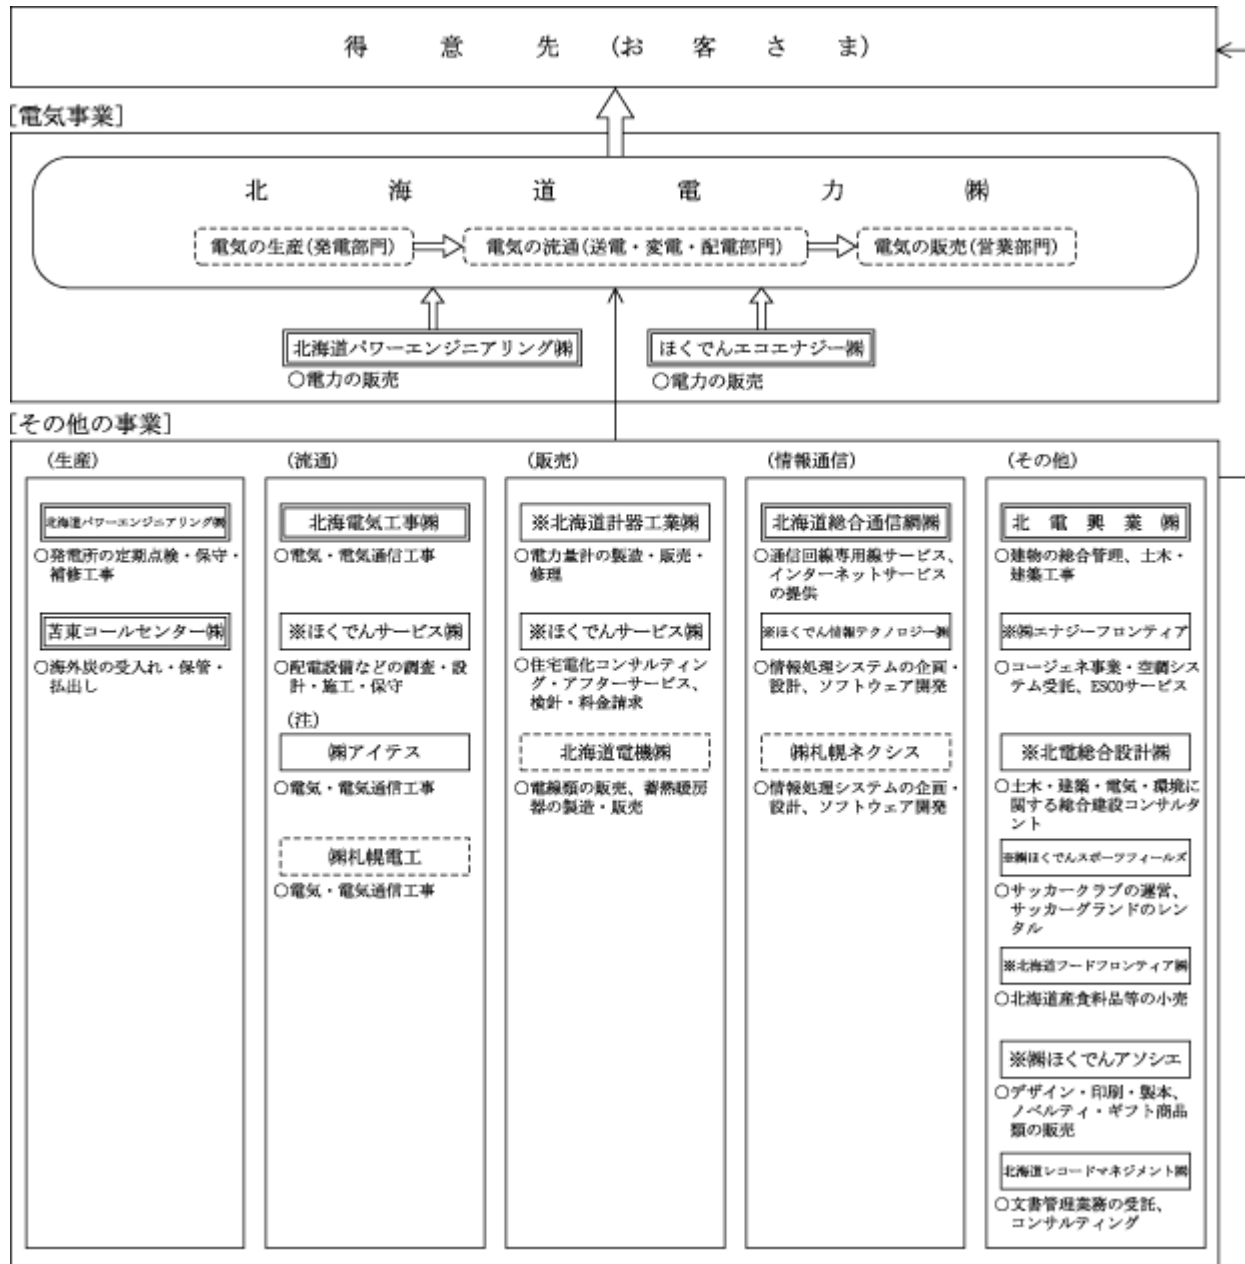 得意先(お客さま)
[電気事業]
北海道電力㈱
電気の生産(発電部門)
電気の流通(送電・変電・配電部門)
電気の販売(営業部門)
北海道パワーエンジニアリング㈱
○電力の販売
ほくでんエコエナジー㈱
○電力の販売
[その他の事業]
(生産)
北海道パワーエンジニアリング㈱
○発電所の定期点検・保守・
補修工事
苫東コールセンター㈱
○海外炭の受入れ・保管・
払出し
(流通)
北海電気工事㈱
○電気・電気通信工事
※ほくでんサービス㈱
○配電設備などの調査・設
計・施工・保守
(注)
㈱アイテス
○電気・電気通信工事
㈱札幌電工
○電気・電気通信工事
(販売)
※北海道計器工業㈱
○電力量計の製造・販売・
修理
※ほくでんサービス㈱
○住宅電化コンサルティン
グ・アフターサービス、
検針・料金請求
北海道電機㈱
○電線類の販売、蓄熱暖房
器の製造・販売
(情報通信)
北海道総合通信網㈱
○通信回線専用線サービス、
インターネットサービス
の提供
※ほくでん情報テクノロジー㈱
○情報処理システムの企画・
設計、ソフトウェア開発
㈱札幌ネクシス
○情報処理システムの企画・
設計、ソフトウェア開発
(その他)
北電興業㈱
○建物の総合管理、土木・
建築工事
※㈱エナジーフロンティア
○コージェネ事業・空調シス
テム受託、ESCOサービス
※北電総合設計㈱
○土木・建築・電気・環境に
関する総合建設コンサルタ
ント
※㈱ほくでんスポーツフィールズ
○サッカークラブの運営、
サッカーグランドのレン
タル
※北海道フードフロンティア㈱
○北海道産食料品等の小売
※㈱ほくでんアソシエ
○デザイン・印刷・製本、
ノベルティ・ギフト商品
類の販売
北海道レコードマネジメント㈱
○文書管理業務の受託、
コンサルティング